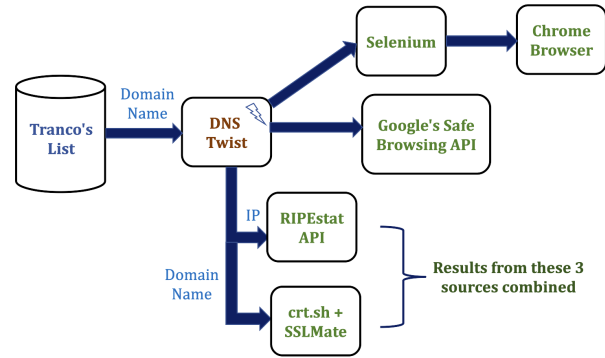 Selenium
Chrome
Browser
Domain
Name
Tranco's
List
DNS
Twist
Google's Safe
Browsing API
IP
RIPEstat
API
Domain
Name
Results from these 3
sources combined
crt.sh +
SSLMate